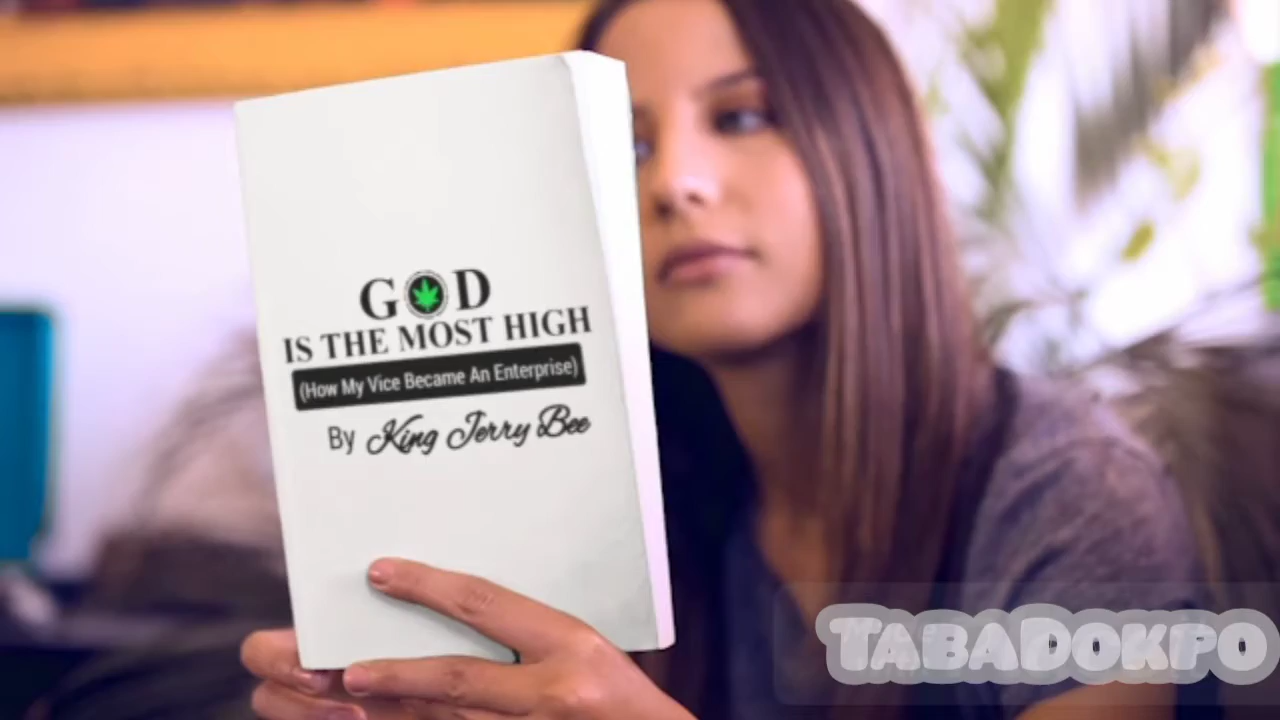 GOD
IS THE MOST HIGH
(How My Vice Became An Enterprise)
By King Jerry Bee
TABADOKPO